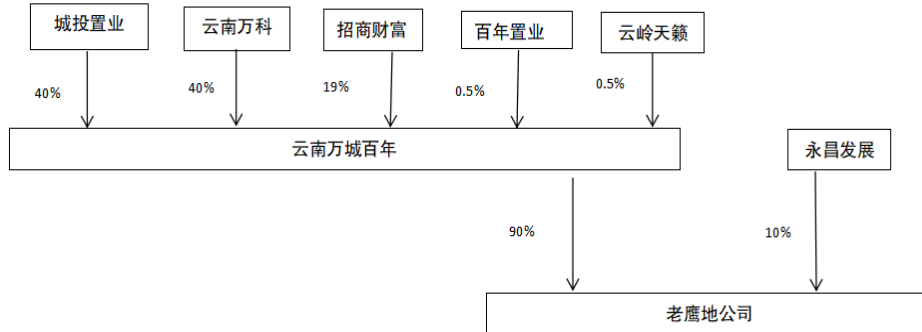 城投置业
云南万科
招商财富
百年置业
云岭天籁
40%
40%
19%
0.5%
0.5%
云南万城百年
永昌发展
90%
10%
老鹰地公司